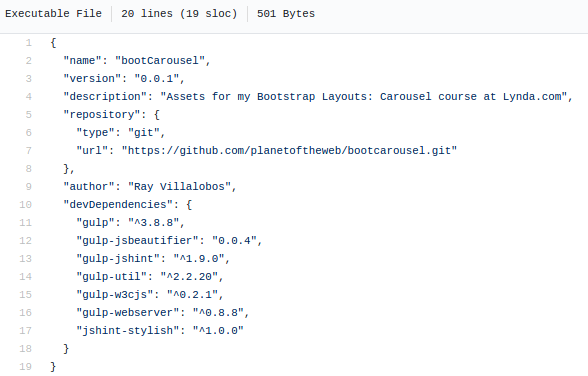 Executable File | 20 lines (19 sloc) | 501 Bytes
1 {
2   "name": "bootCarousel",
3   "version": "0.0.1",
4   "description": "Assets for my Bootstrap Layouts: Carousel course at Lynda.com",
5   "repository": {
6     "type": "git",
7     "url": "https://github.com/planetoftheweb/bootcarousel.git"
8   },
9   "author": "Ray Villalobos",
10   "devDependencies": {
11     "gulp": "^3.8.8",
12     "gulp-jsbeautifier": "0.0.4",
13     "gulp-jshint": "^1.9.0",
14     "gulp-util": "^2.2.20",
15     "gulp-w3cjs": "^0.2.1",
16     "gulp-webserver": "^0.8.8",
17     "jshint-stylish": "^1.0.0"
18   }
19 }